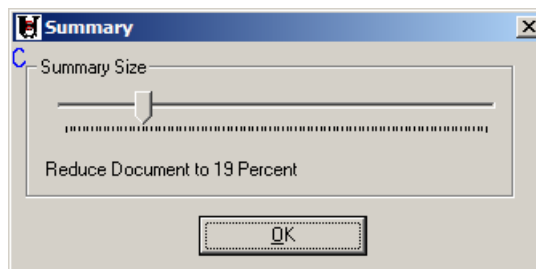 Summary
C
Summary Size
Reduce Document to 19 Percent
OK